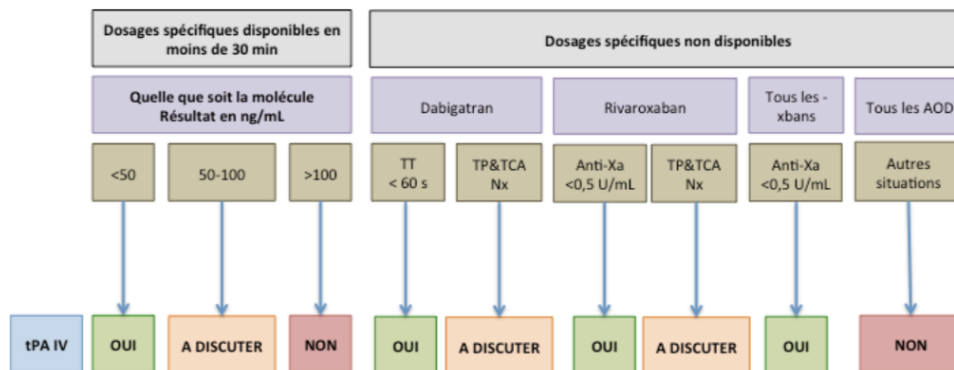 Dosages spécifiques disponibles en
moins de 30 min
Dosages spécifiques non disponibles
Quelle que soit la molécule
Résultat en ng/mL
Dabigatran
Rivaroxaban
Tous les -
xbans
Tous les AOD
<50
50-100
>100
TT
< 60 s
TP&TCA
Nx
Anti-Xa
<0,5 U/mL
TP&TCA
Nx
Anti-Xa
<0,5 U/mL
Autres
situations
tPA IV
OUI
A DISCUTER
NON
OUI
A DISCUTER
OUI
A DISCUTER
OUI
NON